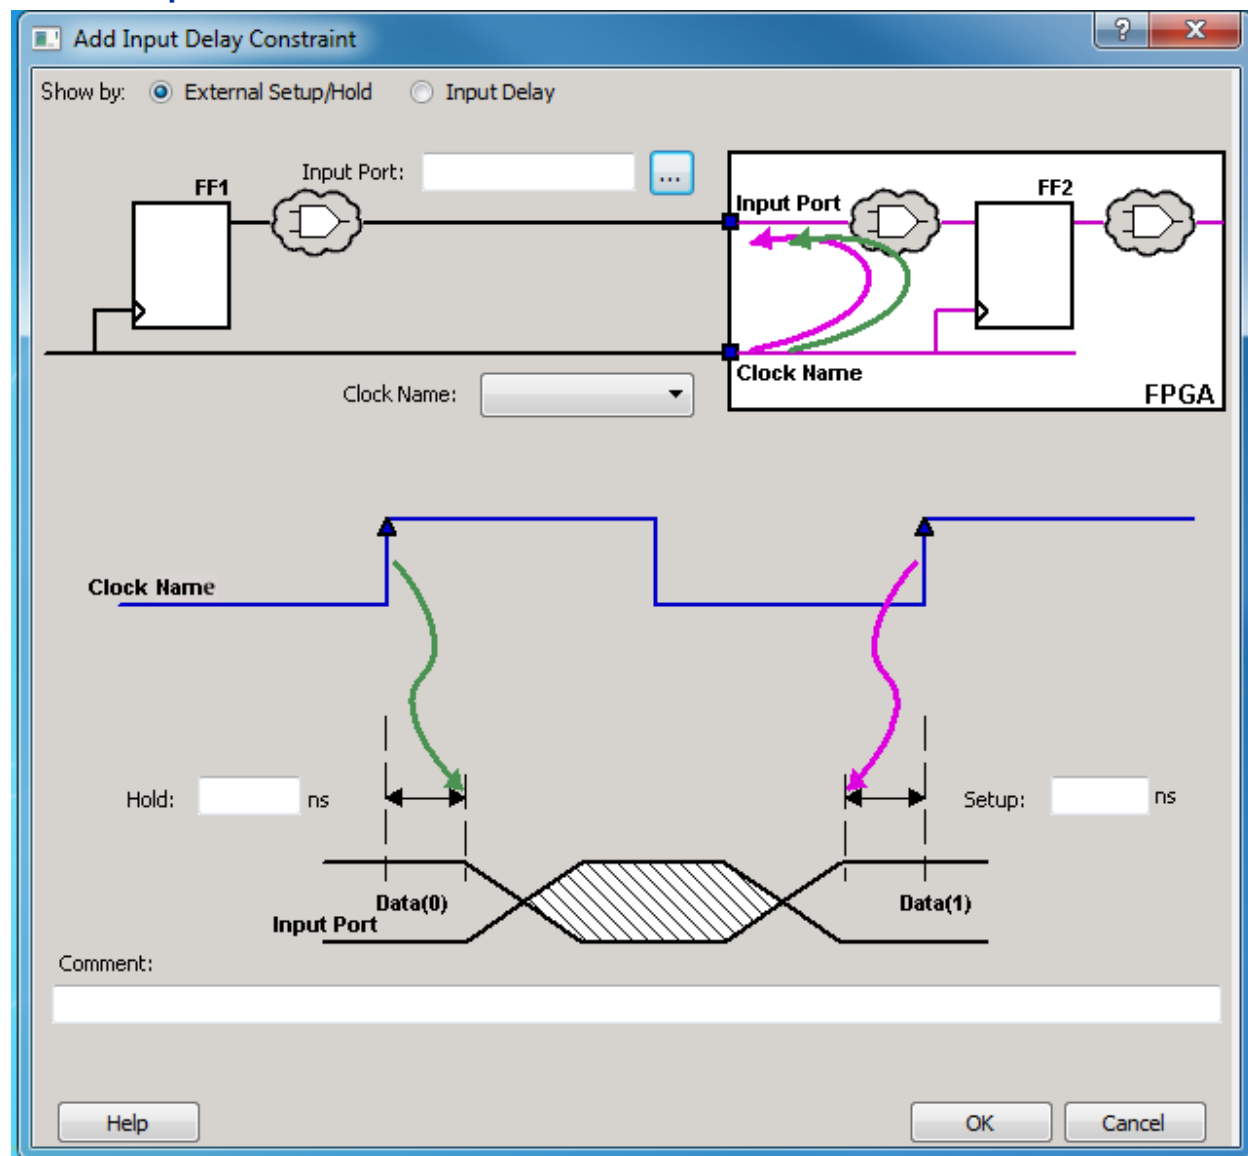 Add Input Delay Constraint
?
X
Show by: External Setup/Hold Input Delay
Input Port: ...
FF1
Input Port
FF2
Clock Name
FPGA
Clock Name:
Clock Name
Hold: ns
Setup: ns
Data(0)
Data(1)
Input Port
Comment:
Help
OK
Cancel